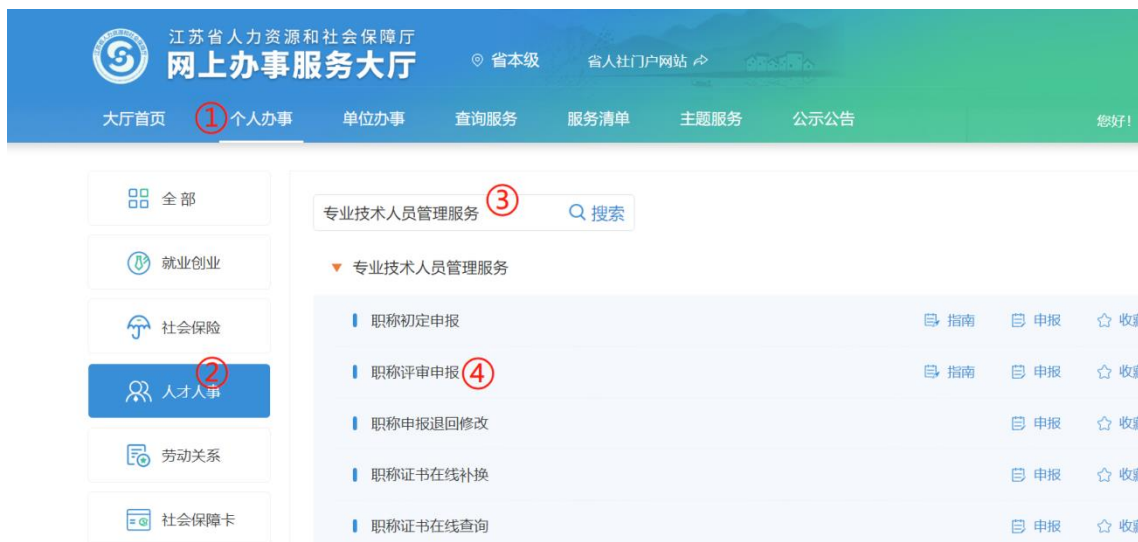 江苏省人力资源和社会保障厅
网上办事服务大厅
省本级
省人社门户网站
大厅首页 ① 个人办事 单位办事 查询服务 服务清单 主题服务 公示公告 您好!
全部
专业技术人员管理服务 ③ 搜索
就业创业
专业技术人员管理服务
社会保险
职称初定申报 指南 申报 收
② 人才人事
职称评审申报 ④ 指南 申报 收
职称申报退回修改 申报 收
劳动关系
职称证书在线补换 申报 收
社会保障卡
职称证书在线查询 申报 收